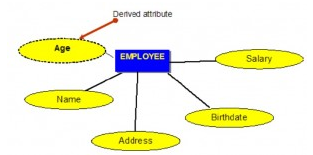 Derived attribute
Age
EMPLOYEE
Salary
Name
Birthdate
Address